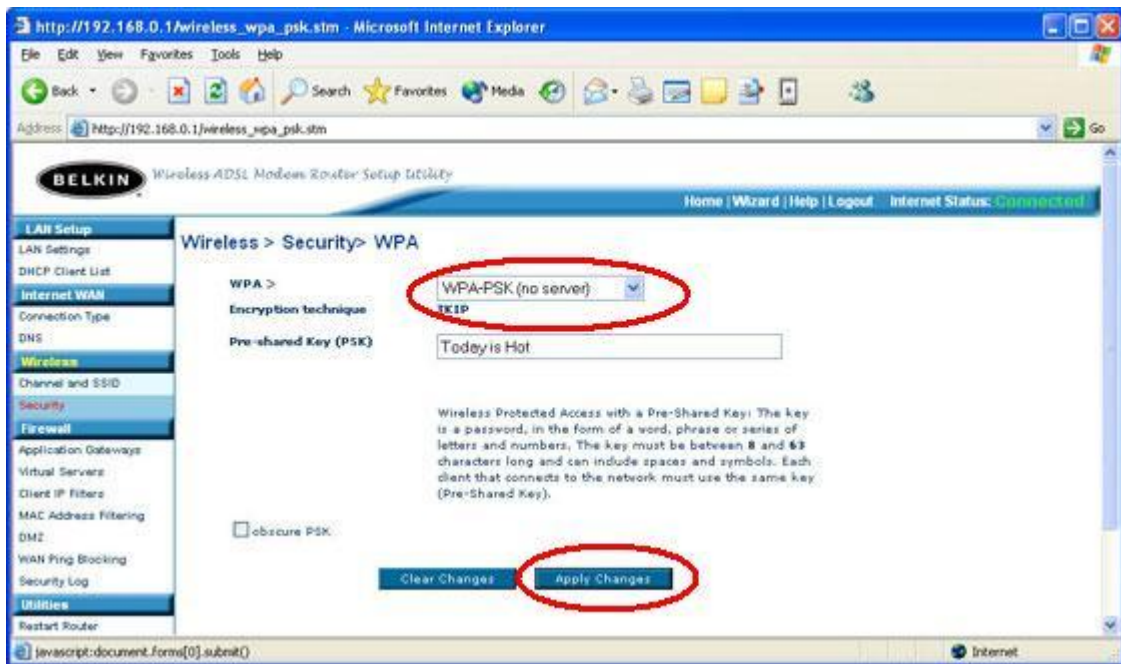 http://192.168.0.1/wireless_wpa_psk.stm - Microsoft Internet Explorer
File Edit View Favorites Tools Help
Back Search Favorites Media
Address http://192.168.0.1/wireless_wpa_psk.stm Go
BELKIN Wireless ADSL Modem Router Setup Utility
Home | Wizard | Help | Logout Internet Status: Connected
LAN Setup
LAN Settings
DHCP Client List
Internet WAN
Connection Type
DNS
Wireless
Channel and SSID
Security
Firewall
Application Gateways
Virtual Servers
Client IP Filters
MAC Address Filtering
DMZ
WAN Ping Blocking
Security Log
Utilities
Restart Router
Wireless > Security> WPA
WPA > WPA-PSK (no server)
Encryption technique TKIP
Pre-shared Key (PSK) Today is Hot
Wireless Protected Access with a Pre-Shared Key: The key
is a password, in the form of a word, phrase or series of
letters and numbers. The key must be between 8 and 63
characters long and can include spaces and symbols. Each
client that connects to the network must use the same key
(Pre-Shared Key).
obscure PSK
Clear Changes Apply Changes
javascript:document.forms[0].submit() Internet